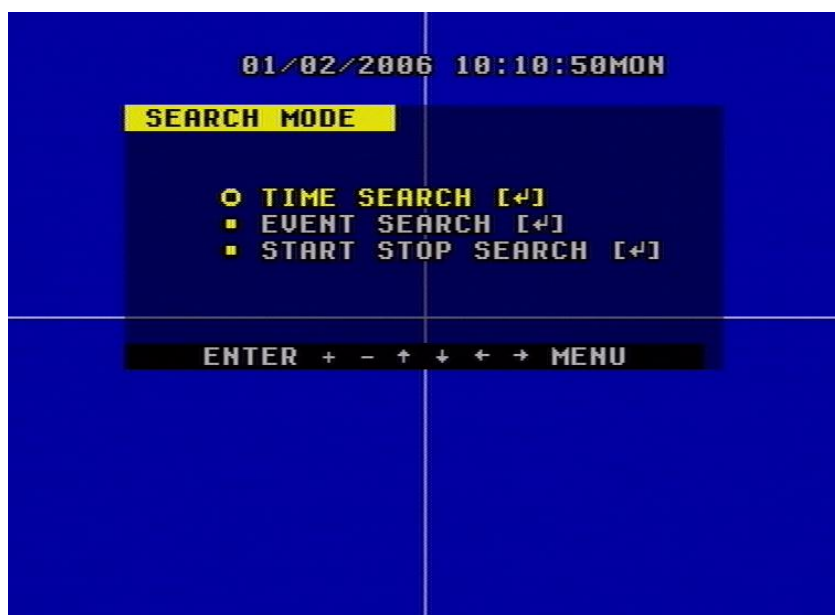 01/02/2006 10:10:50MON
SEARCH MODE
TIME SEARCH [↵]
EVENT SEARCH [↵]
START STOP SEARCH [↵]
ENTER + - ↑ ↓ ← → MENU